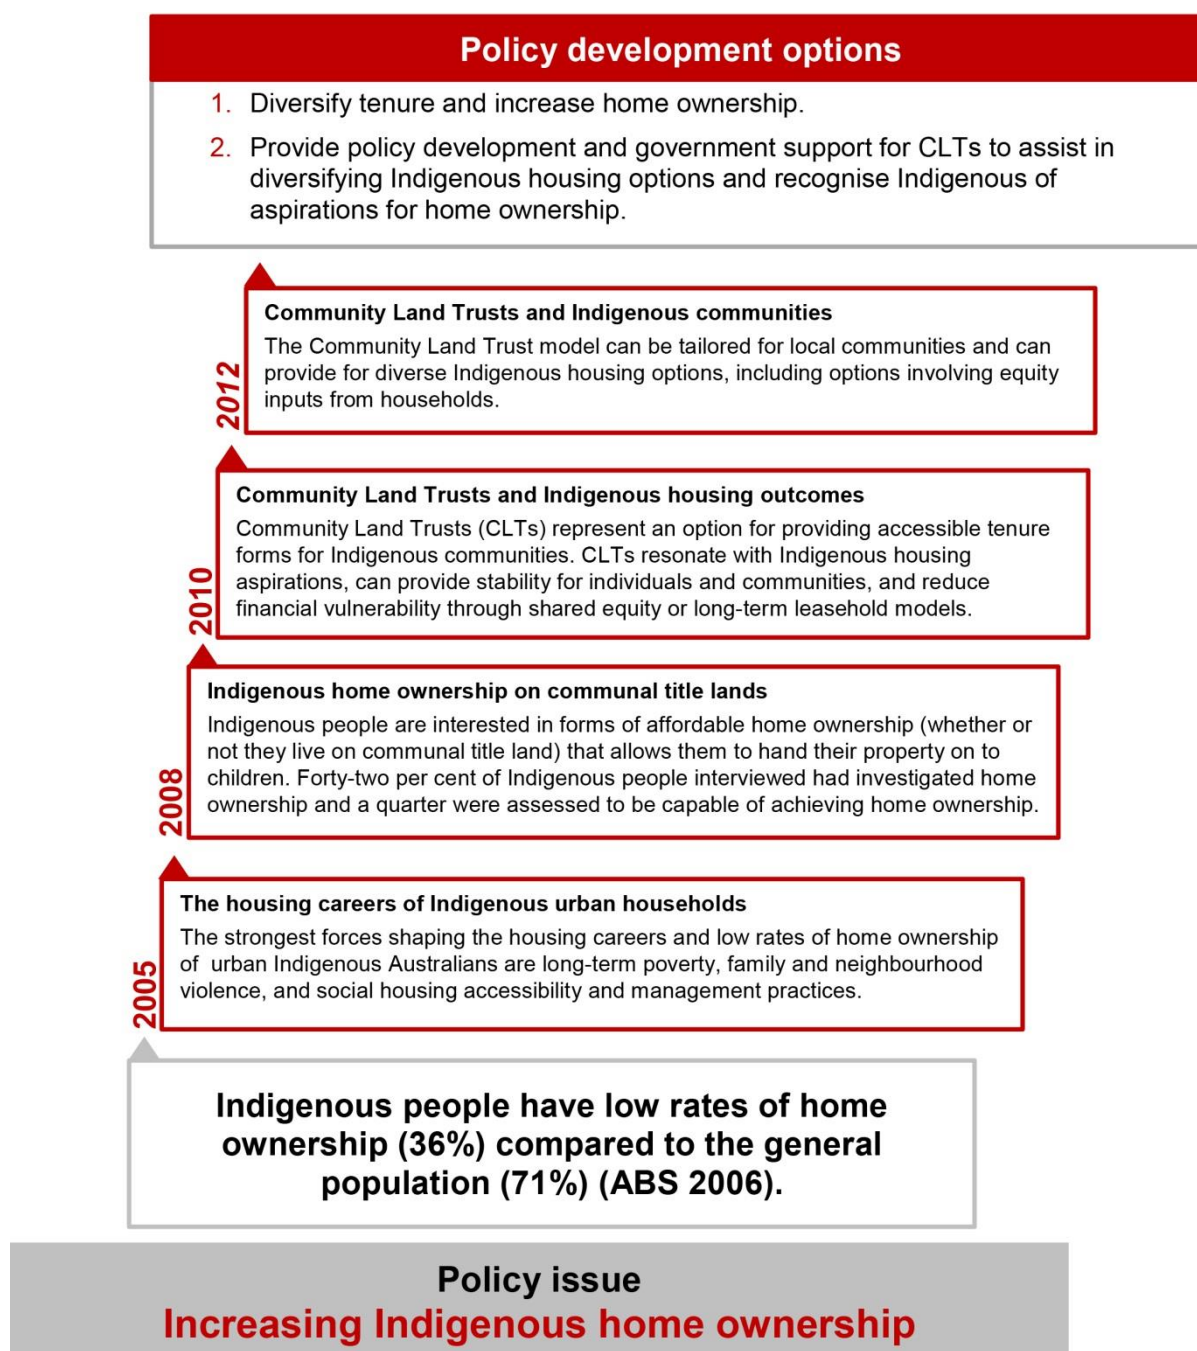 Policy development options
1. Diversify tenure and increase home ownership.
2. Provide policy development and government support for CLTs to assist in
diversifying Indigenous housing options and recognise Indigenous of
aspirations for home ownership.
2012
Community Land Trusts and Indigenous communities
The Community Land Trust model can be tailored for local communities and can
provide for diverse Indigenous housing options, including options involving equity
inputs from households.
2010
Community Land Trusts and Indigenous housing outcomes
Community Land Trusts (CLTs) represent an option for providing accessible tenure
forms for Indigenous communities. CLTs resonate with Indigenous housing
aspirations, can provide stability for individuals and communities, and reduce
financial vulnerability through shared equity or long-term leasehold models.
2008
Indigenous home ownership on communal title lands
Indigenous people are interested in forms of affordable home ownership (whether or
not they live on communal title land) that allows them to hand their property on to
children. Forty-two per cent of Indigenous people interviewed had investigated home
ownership and a quarter were assessed to be capable of achieving home ownership.
2005
The housing careers of Indigenous urban households
The strongest forces shaping the housing careers and low rates of home ownership
of urban Indigenous Australians are long-term poverty, family and neighbourhood
violence, and social housing accessibility and management practices.
Indigenous people have low rates of home
ownership (36%) compared to the general
population (71%) (ABS 2006).
Policy issue
Increasing Indigenous home ownership